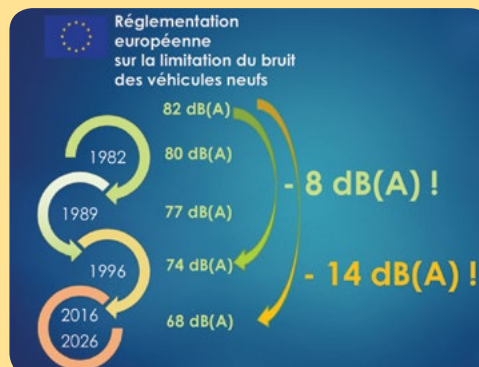 Réglementation
européenne
sur la limitation du bruit
des véhicules neufs
82 dB(A)
1982
80 dB(A)
- 8 dB(A) !
1989
77 dB(A)
1996
74 dB(A)
- 14 dB(A) !
2016
2026
68 dB(A)